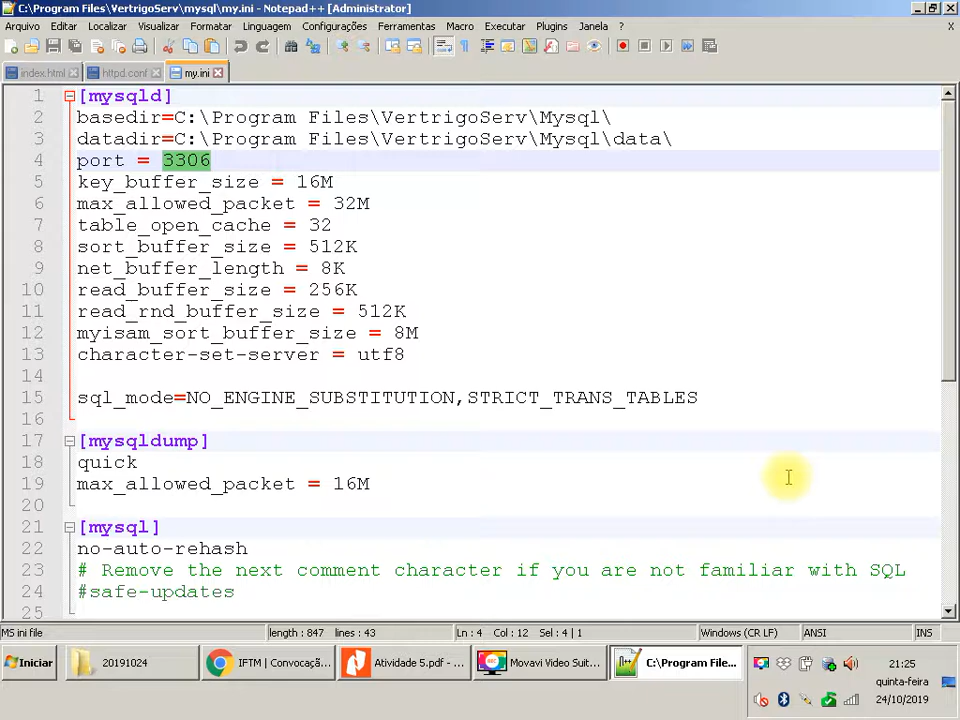 C:\Program Files\VertrigoServ\mysql\my.ini - Notepad++ [Administrator]
Arquivo Editar Localizar Visualizar Formatar Linguagem Configurações Ferramentas Macro Executar Plugins Janela ? X
index.html httpd.conf my.ini
1 [mysqld]
2 basedir=C:\Program Files\VertrigoServ\Mysql\
3 datadir=C:\Program Files\VertrigoServ\Mysql\data\
4 port = 3306
5 key_buffer_size = 16M
6 max_allowed_packet = 32M
7 table_open_cache = 32
8 sort_buffer_size = 512K
9 net_buffer_length = 8K
10 read_buffer_size = 256K
11 read_rnd_buffer_size = 512K
12 myisam_sort_buffer_size = 8M
13 character-set-server = utf8
14
15 sql_mode=NO_ENGINE_SUBSTITUTION,STRICT_TRANS_TABLES
16
17 [mysqldump]
18 quick
19 max_allowed_packet = 16M
20
21 [mysql]
22 no-auto-rehash
23 # Remove the next comment character if you are not familiar with SQL
24 #safe-updates
25
MS ini file length : 847 lines : 43 Ln : 4 Col : 12 Sel : 4 | 1 Windows (CR LF) ANSI INS
Iniciar 20191024 IFTM | Convocaçã... Atividade 5.pdf - ... Movavi Video Suit... C:\Program File... 21:25
quinta-feira
24/10/2019